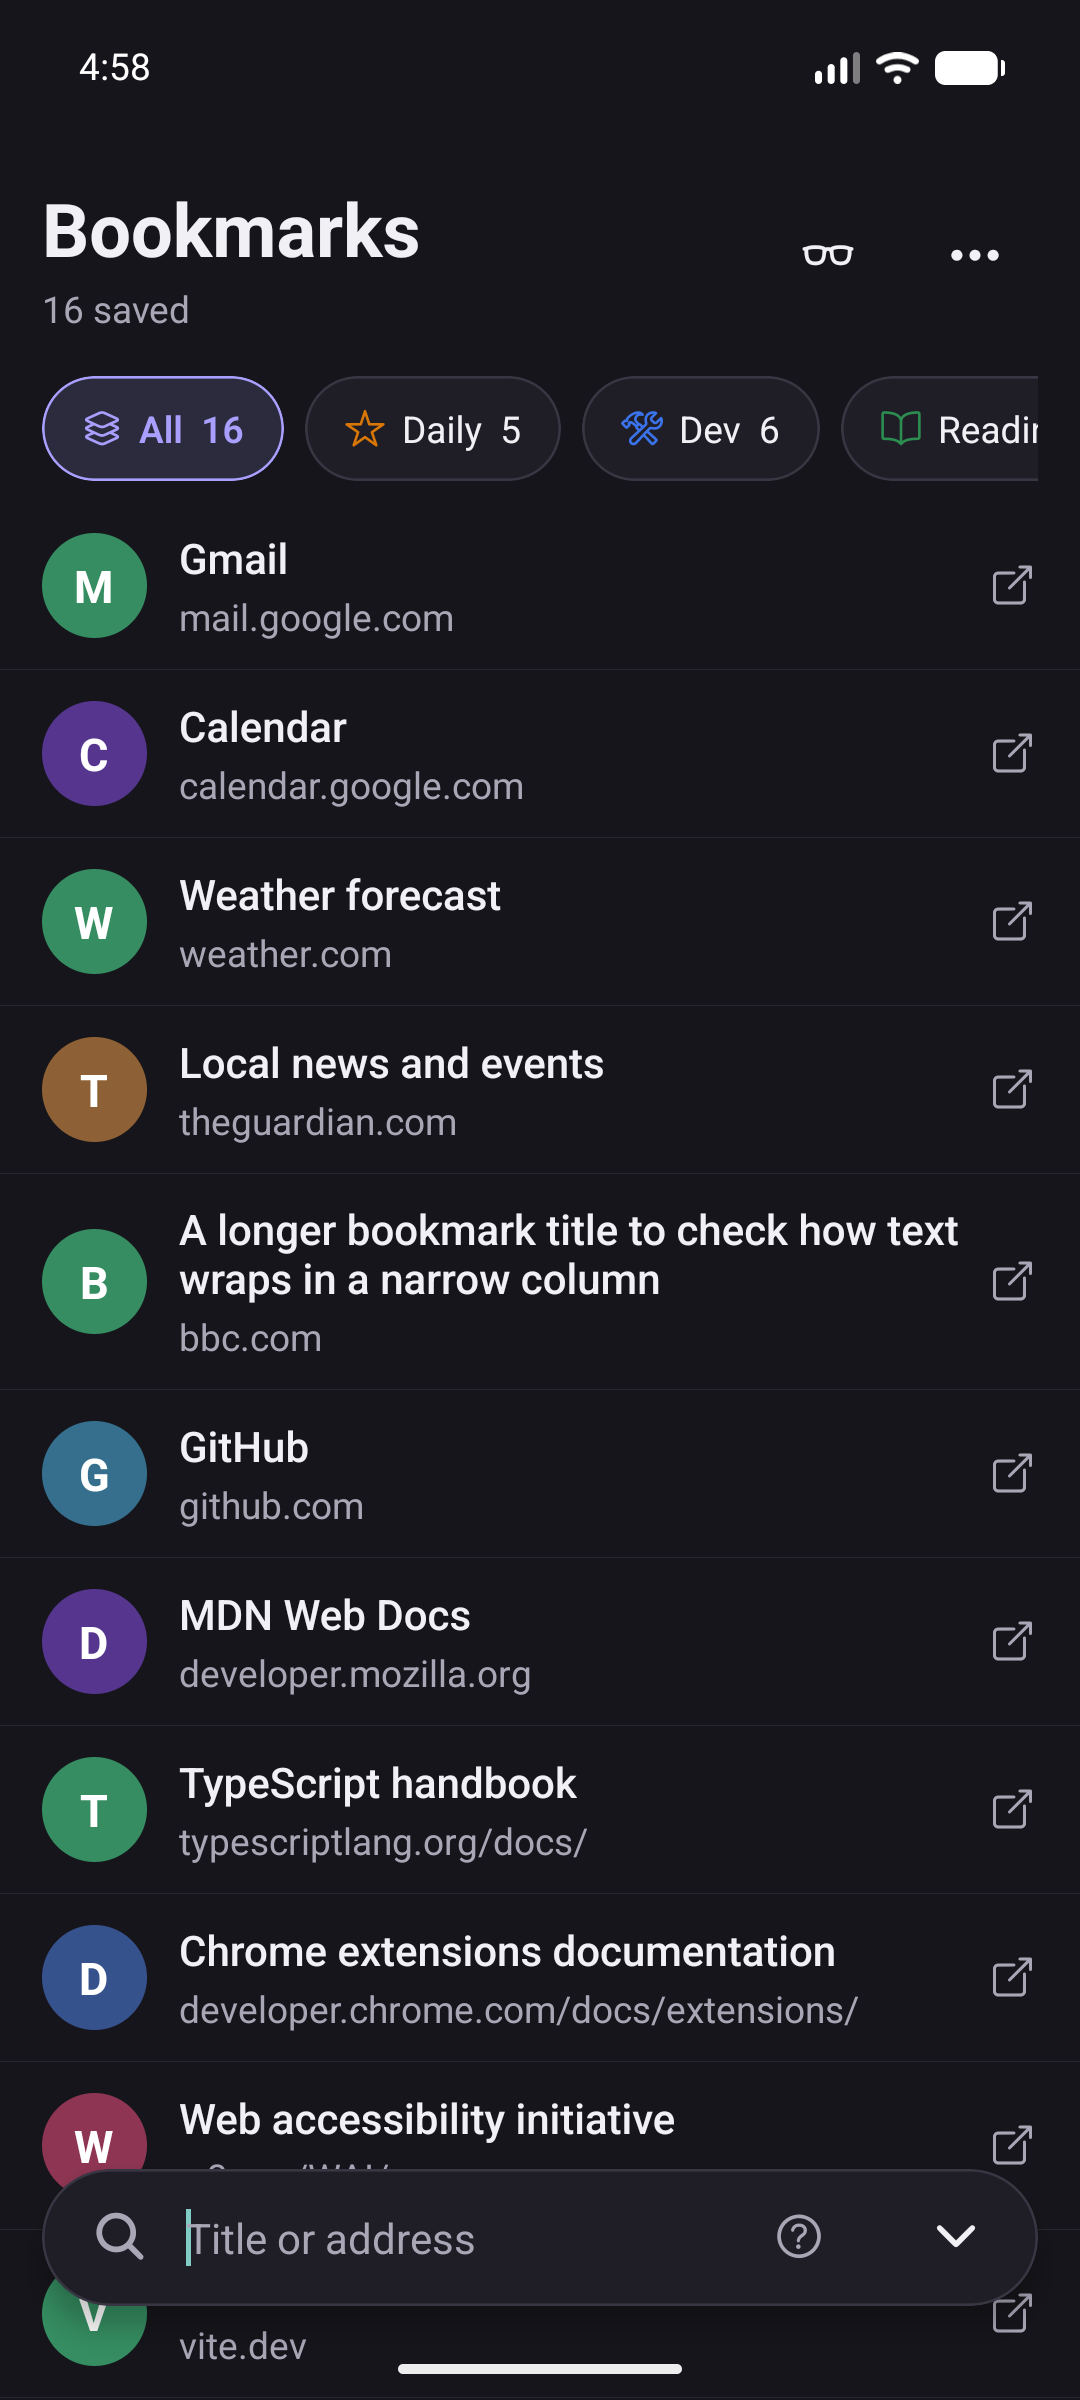 4:58
Bookmarks
16 saved
All 16
Daily 5
Dev 6
Readin
M
Gmail
mail.google.com
C
Calendar
calendar.google.com
W
Weather forecast
weather.com
T
Local news and events
theguardian.com
B
A longer bookmark title to check how text
wraps in a narrow column
bbc.com
G
GitHub
github.com
D
MDN Web Docs
developer.mozilla.org
T
TypeScript handbook
typescriptlang.org/docs/
D
Chrome extensions documentation
developer.chrome.com/docs/extensions/
W
Web accessibility initiative
Title or address
V
vite.dev